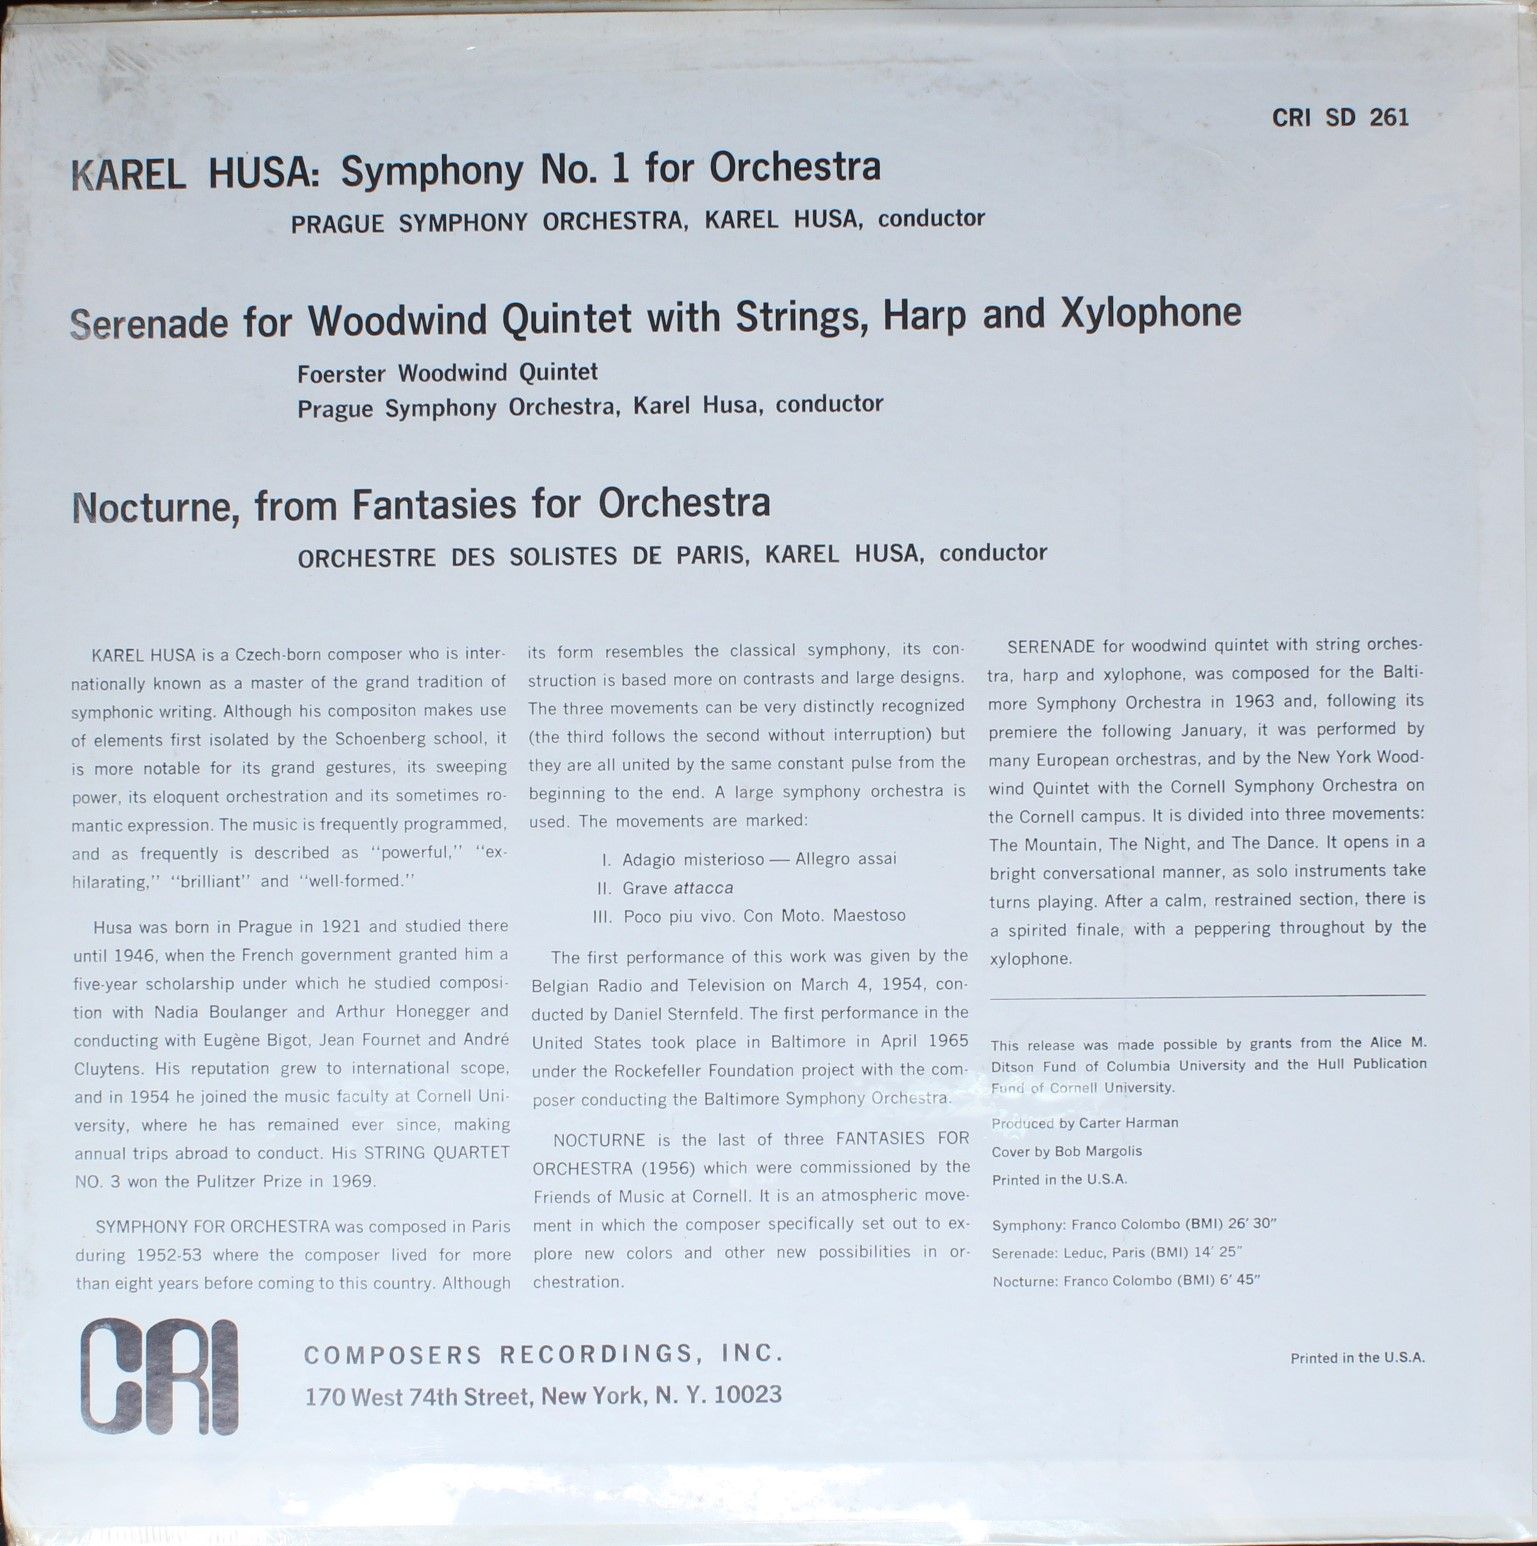 CRI SD 261
KAREL HUSA: Symphony No. 1 for Orchestra
PRAGUE SYMPHONY ORCHESTRA, KAREL HUSA, conductor
Serenade for Woodwind Quintet with Strings, Harp and Xylophone
Foerster Woodwind Quintet
Prague Symphony Orchestra, Karel Husa, conductor
Nocturne, from Fantasies for Orchestra
ORCHESTRE DES SOLISTES DE PARIS, KAREL HUSA, conductor
KAREL HUSA is a Czech-born composer who is inter-
nationally known as a master of the grand tradition of
symphonic writing. Although his compositon makes use
of elements first isolated by the Schoenberg school, it
is more notable for its grand gestures, its sweeping
power, its eloquent orchestration and its sometimes ro-
mantic expression. The music is frequently programmed,
and as frequently is described as “powerful,” “ex-
hilarating,” “brilliant” and “well-formed.”
Husa was born in Prague in 1921 and studied there
until 1946, when the French government granted him a
five-year scholarship under which he studied composi-
tion with Nadia Boulanger and Arthur Honegger and
conducting with Eugène Bigot, Jean Fournet and André
Cluytens. His reputation grew to international scope,
and in 1954 he joined the music faculty at Cornell Uni-
versity, where he has remained ever since, making
annual trips abroad to conduct. His STRING QUARTET
NO. 3 won the Pulitzer Prize in 1969.
SYMPHONY FOR ORCHESTRA was composed in Paris
during 1952-53 where the composer lived for more
than eight years before coming to this country. Although
its form resembles the classical symphony, its con-
struction is based more on contrasts and large designs.
The three movements can be very distinctly recognized
(the third follows the second without interruption) but
they are all united by the same constant pulse from the
beginning to the end. A large symphony orchestra is
used. The movements are marked:
I. Adagio misterioso — Allegro assai
II. Grave attacca
III. Poco piu vivo. Con Moto. Maestoso
The first performance of this work was given by the
Belgian Radio and Television on March 4, 1954, con-
ducted by Daniel Sternfeld. The first performance in the
United States took place in Baltimore in April 1965
under the Rockefeller Foundation project with the com-
poser conducting the Baltimore Symphony Orchestra.
NOCTURNE is the last of three FANTASIES FOR
ORCHESTRA (1956) which were commissioned by the
Friends of Music at Cornell. It is an atmospheric move-
ment in which the composer specifically set out to ex-
plore new colors and other new possibilities in or-
chestration.
SERENADE for woodwind quintet with string orches-
tra, harp and xylophone, was composed for the Balti-
more Symphony Orchestra in 1963 and, following its
premiere the following January, it was performed by
many European orchestras, and by the New York Wood-
wind Quintet with the Cornell Symphony Orchestra on
the Cornell campus. It is divided into three movements:
The Mountain, The Night, and The Dance. It opens in a
bright conversational manner, as solo instruments take
turns playing. After a calm, restrained section, there is
a spirited finale, with a peppering throughout by the
xylophone.
This release was made possible by grants from the Alice M.
Ditson Fund of Columbia University and the Hull Publication
Fund of Cornell University.
Produced by Carter Harman
Cover by Bob Margolis
Printed in the U.S.A.
Symphony: Franco Colombo (BMI) 26’ 30”
Serenade: Leduc, Paris (BMI) 14’ 25”
Nocturne: Franco Colombo (BMI) 6’ 45”
CRI
COMPOSERS RECORDINGS, INC.
170 West 74th Street, New York, N. Y. 10023
Printed in the U.S.A.